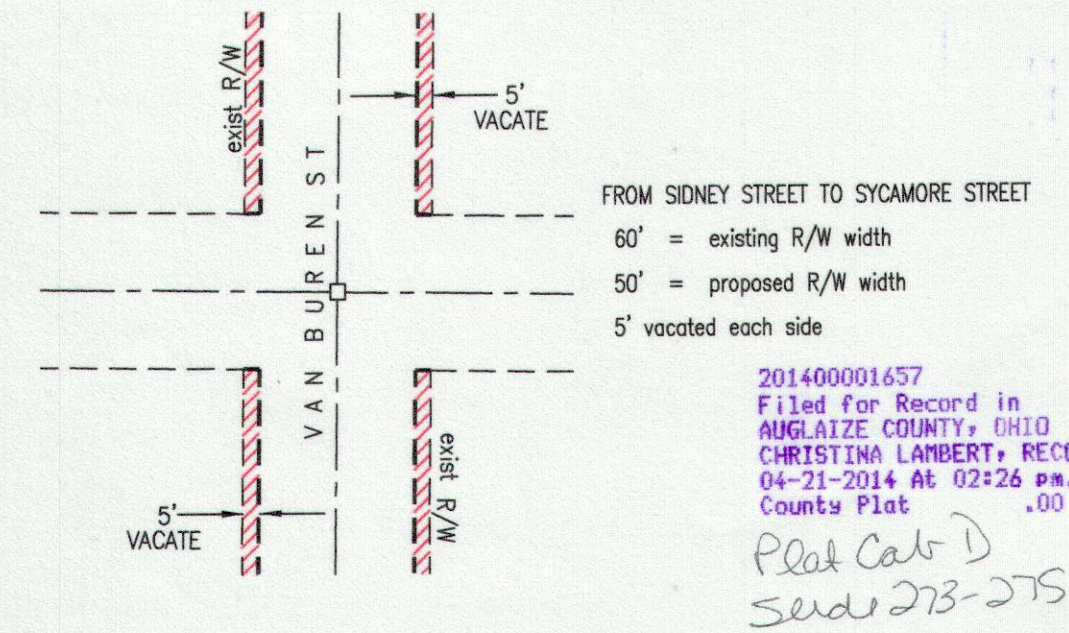 exist R/W
5'
VACATE
VAN BUREN ST
FROM SIDNEY STREET TO SYCAMORE STREET
60' = existing R/W width
50' = proposed R/W width
5' vacated each side
5'
VACATE
exist R/W
201400001657
Filed for Record in
AUGLAIZE COUNTY, OHIO
CHRISTINA LAMBERT, RECO
04-21-2014 At 02:26 pm.
County Plat .00
Plat Cab D
273-275